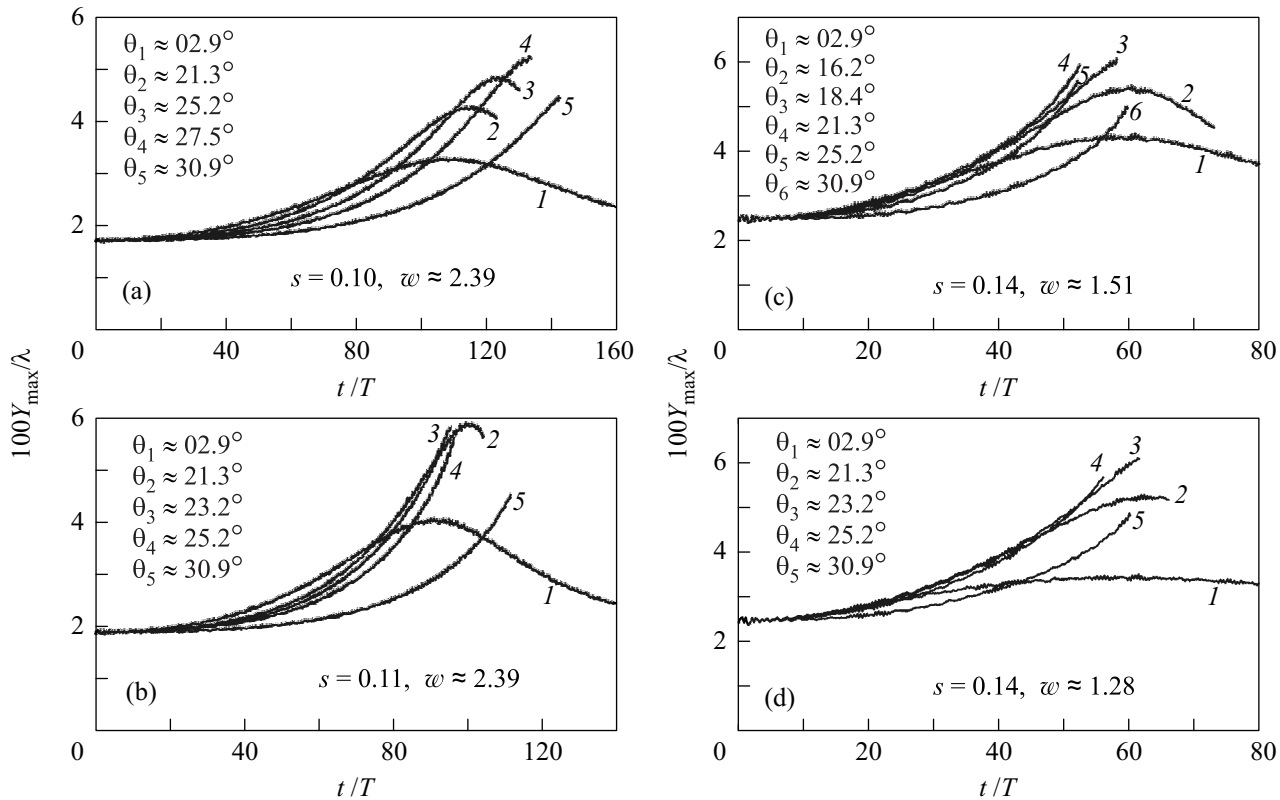 6
4
2
0
θ1 ≈ 02.9°
θ2 ≈ 21.3°
θ3 ≈ 25.2°
θ4 ≈ 27.5°
θ5 ≈ 30.9°
4
3
2
5
1
(a)
s = 0.10, w ≈ 2.39
40
80
120
160
t /T
6
4
2
0
θ1 ≈ 02.9°
θ2 ≈ 16.2°
θ3 ≈ 18.4°
θ4 ≈ 21.3°
θ5 ≈ 25.2°
θ6 ≈ 30.9°
4
3
5
2
6
1
(c)
s = 0.14, w ≈ 1.51
20
40
60
80
t /T
100Ymax/λ
6
4
2
0
θ1 ≈ 02.9°
θ2 ≈ 21.3°
θ3 ≈ 23.2°
θ4 ≈ 25.2°
θ5 ≈ 30.9°
3
2
4
5
1
(b)
s = 0.11, w ≈ 2.39
40
80
120
t /T
100Ymax/λ
6
4
2
0
θ1 ≈ 02.9°
θ2 ≈ 21.3°
θ3 ≈ 23.2°
θ4 ≈ 25.2°
θ5 ≈ 30.9°
4
3
2
5
1
(d)
s = 0.14, w ≈ 1.28
20
40
60
80
t /T